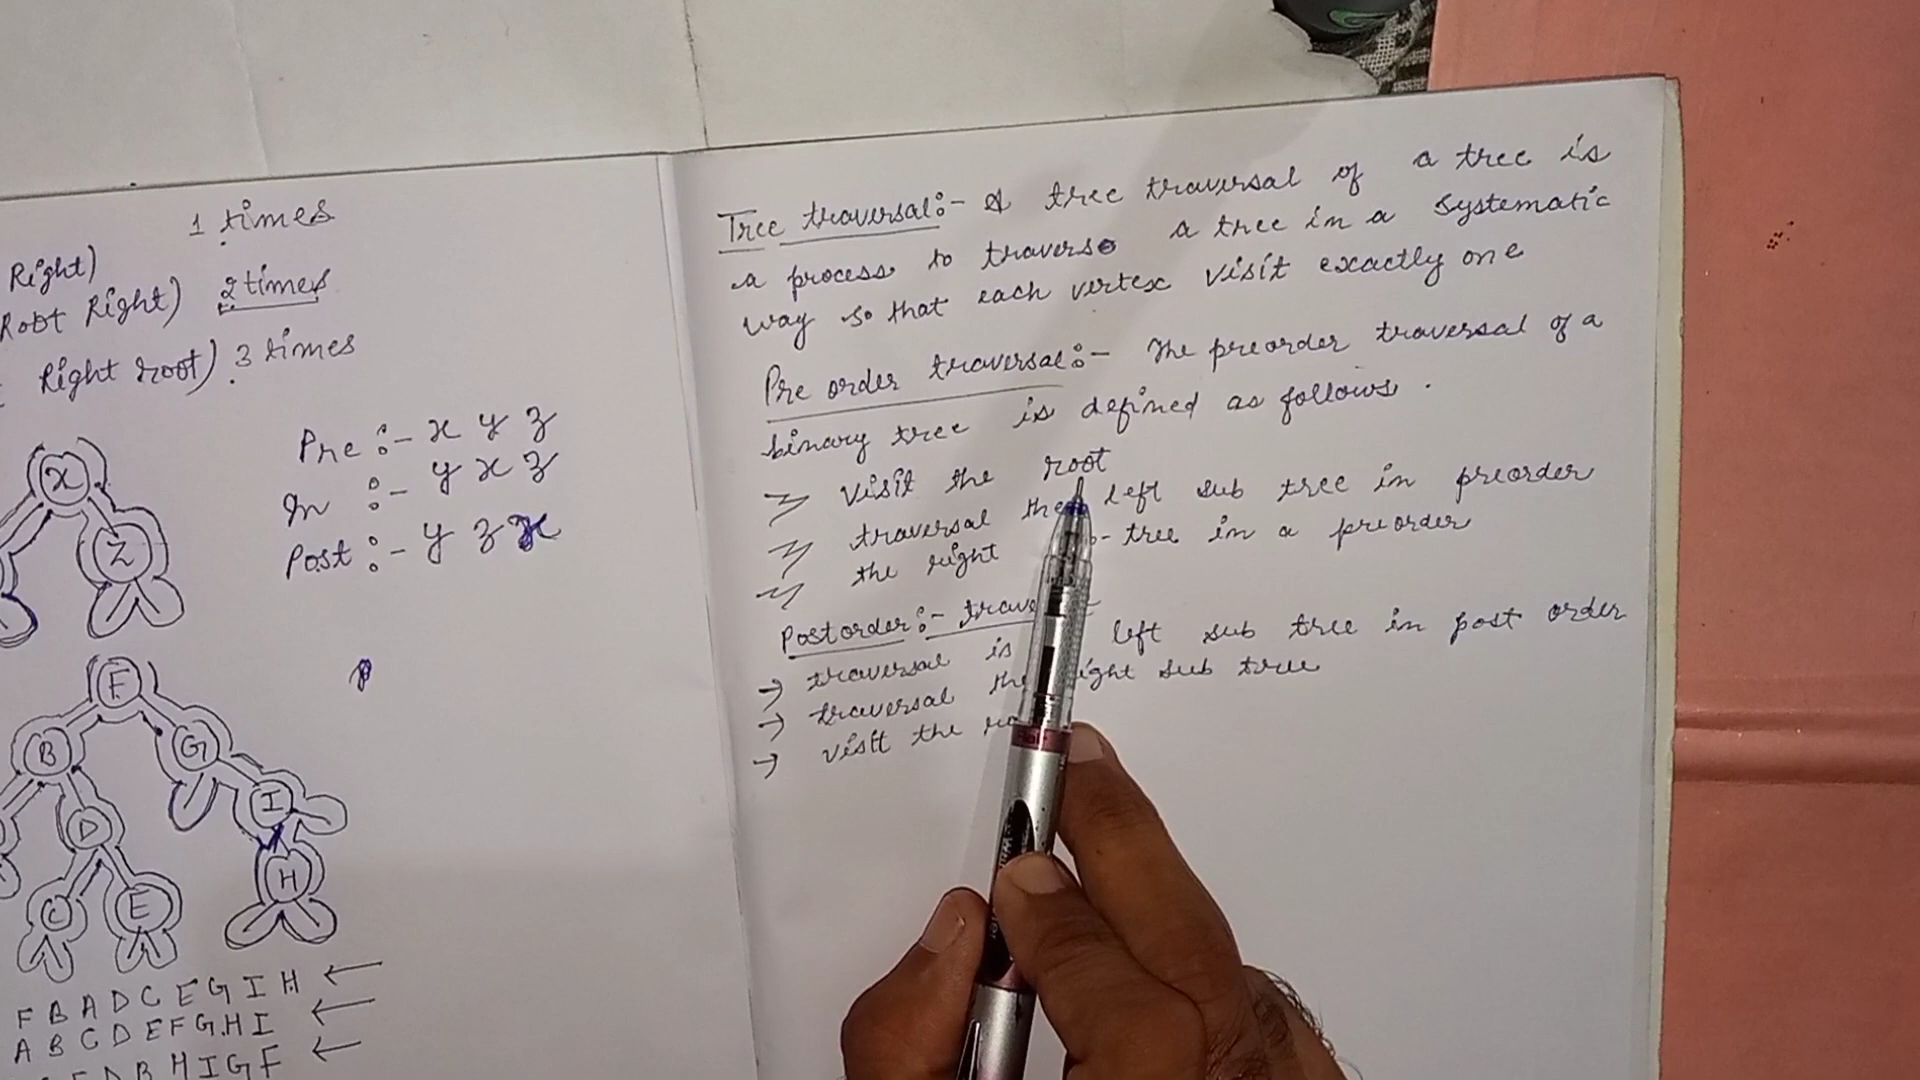 1 times
Right)
Root Right) 2 times
Right root) 3 times
Pre :- x y z
In :- y x z
Post :- y z x
X
Z
F
B
G
D
I
C
E
H
F B A D C E G I H ←
A B C D E F G H I ←
E D B H I G F ←
Tree traversal:- A tree traversal of a tree is
a process to traverse a tree in a systematic
way so that each vertex visit exactly one
Pre order traversal:- The preorder traversal of a
binary tree is defined as follows.
visit the root
traversal the left sub tree in preorder
the right tree in a preorder
Post order:-
→ traversal is left sub tree in post order
→ traversal the sub tree
→ visit the